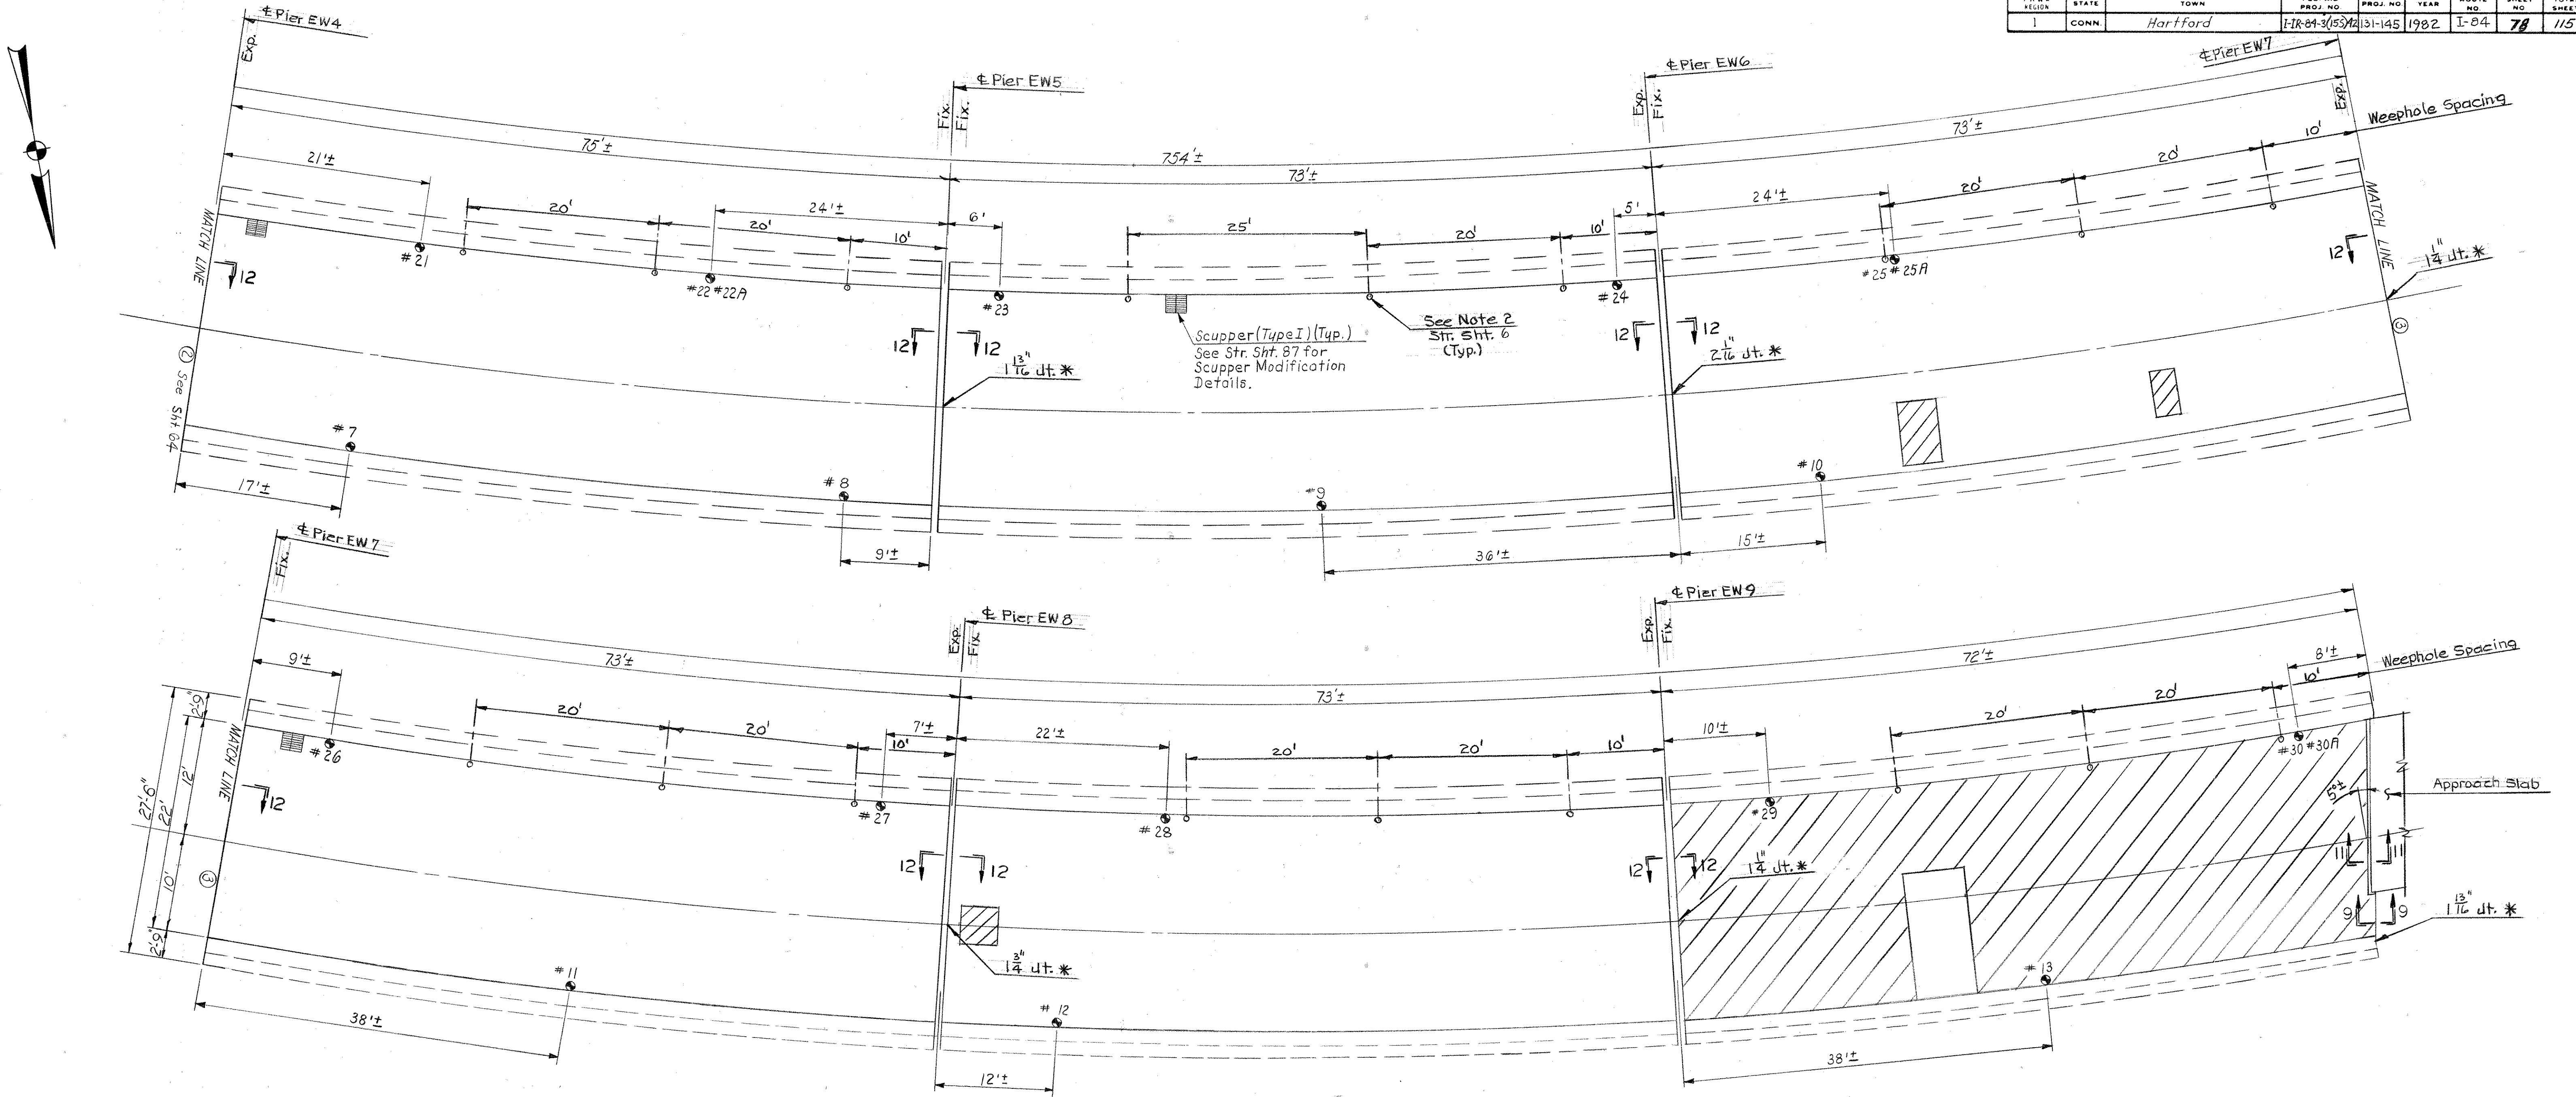 REGION STATE TOWN PROJ. NO. PROJ. NO. YEAR NO. NO SHEET
1 CONN. Hartford I-IR-84-3(155)42 131-145 1982 I-84 78 115
℄ Pier EW4
Exp.
℄ Pier EW5
Fix. Fix.
℄ Pier EW6
Exp. Fix.
℄ Pier EW7
Exp.
Weephole Spacing
75'±
754'±
73'±
73'±
21'±
20'
20'
24'±
10'
6'
25'
20'
10'
5'
24'±
20'
20'
10'
MATCH LINE
12
#21
#22 #22A
#23
#24
#25 #25A
MATCH LINE
12
1 1/4" Jt. *
② See Sht 64
③
12
12
1 13/16" Jt. *
Scupper (Type I) (Typ.)
See Str. Sht. 87 for
Scupper Modification
Details.
See Note 2
Str. Sht. 6
(Typ.)
12
12
2 1/16" Jt. *
#7
17'±
#8
9'±
#9
36'±
#10
15'±
℄ Pier EW7
Fix.
℄ Pier EW8
Exp. Fix.
℄ Pier EW9
Exp. Fix.
73'±
73'±
72'±
Weephole Spacing
9'±
20'
20'
7'±
10'
22'±
20'
20'
10'
10'±
20'
20'
8'±
10'
27'-6"
22'
12'
10'
2'-9"
2'-9"
MATCH LINE
12
③
#26
#27
#28
#29
#30 #30A
5°±
Approach Slab
12
12
1 3/4" Jt. *
12
12
1 1/4" Jt. *
11
11
9
9
1 13/16" Jt. *
#11
38'±
#12
12'±
#13
38'±